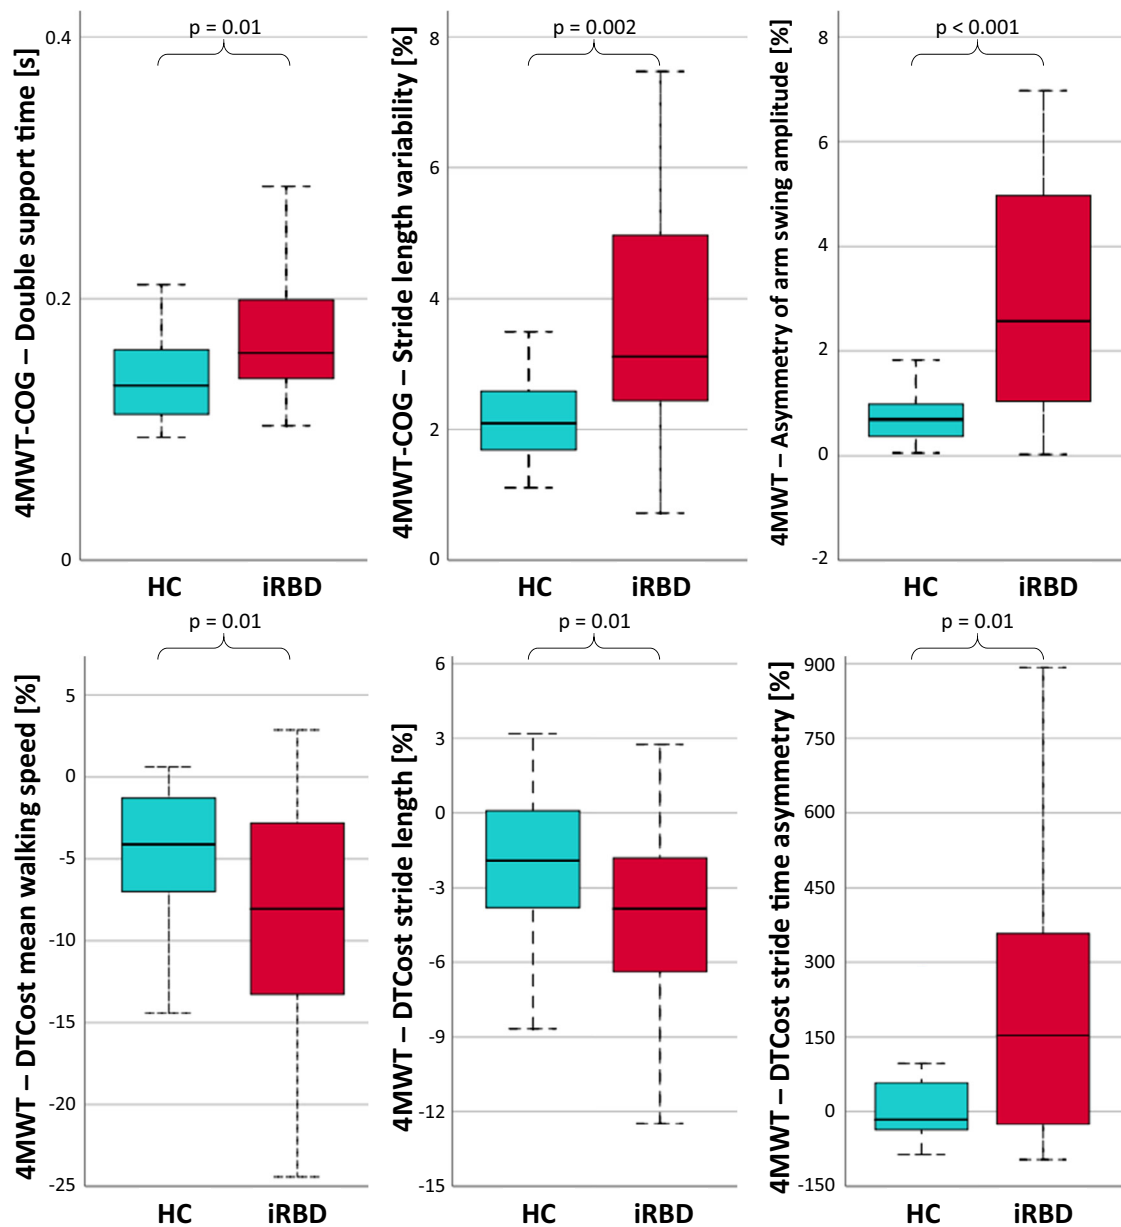 4MWT-COG – Double support time [s]
p = 0.01
0.4
0.2
0
HC
iRBD
4MWT-COG – Stride length variability [%]
p = 0.002
8
6
4
2
0
HC
iRBD
4MWT – Asymmetry of arm swing amplitude [%]
p < 0.001
8
6
4
2
0
-2
HC
iRBD
4MWT – DTCost mean walking speed [%]
p = 0.01
5
0
-5
-10
-15
-20
-25
HC
iRBD
4MWT – DTCost stride length [%]
p = 0.01
6
3
0
-3
-6
-9
-12
-15
HC
iRBD
4MWT – DTCost stride time asymmetry [%]
p = 0.01
900
750
600
450
300
150
0
-150
HC
iRBD